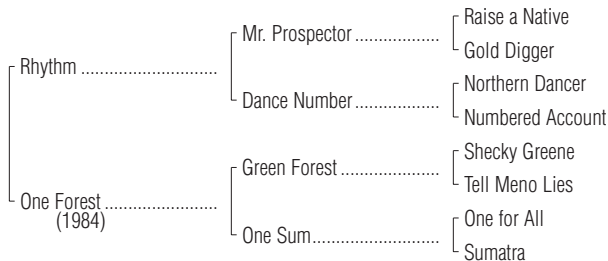 Raise a Native
Mr. Prospector ..................
Gold Digger
Rhythm .............................
Northern Dancer
Dance Number ..................
Numbered Account
Shecky Greene
Green Forest .....................
Tell Meno Lies
One Forest ........................
(1984)
One for All
One Sum...........................
Sumatra